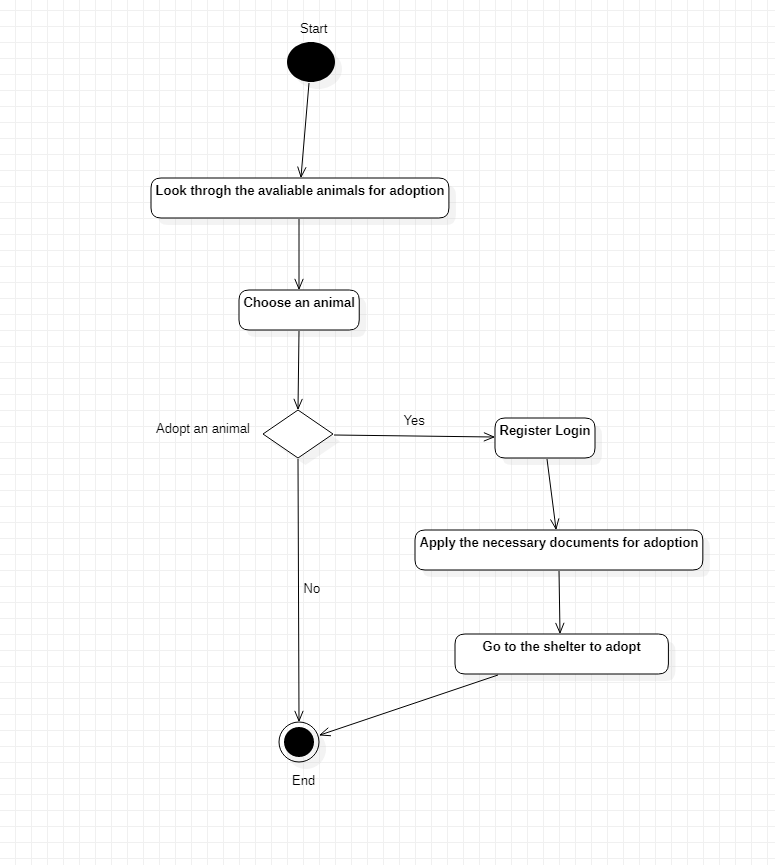 Start
Look throgh the avaliable animals for adoption
Choose an animal
Adopt an animal
Yes
Register Login
Apply the necessary documents for adoption
No
Go to the shelter to adopt
End